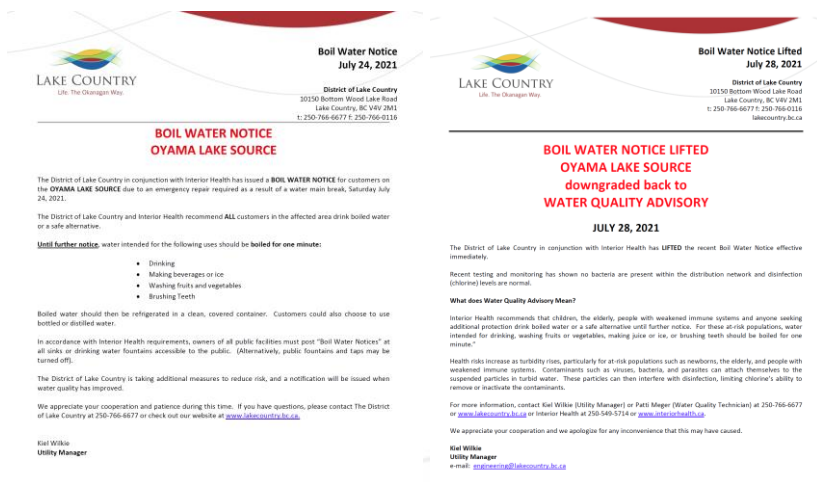 Boil Water Notice
July 24, 2021
LAKE COUNTRY
Life. The Okanagan Way.
District of Lake Country
10150 Bottom Wood Lake Road
Lake Country, BC V4V 2M1
t: 250-766-6677 f: 250-766-0116
BOIL WATER NOTICE
OYAMA LAKE SOURCE
The District of Lake Country in conjunction with Interior Health has issued a BOIL WATER NOTICE for customers on
the OYAMA LAKE SOURCE due to an emergency repair required as a result of a water main break, Saturday July
24, 2021.
The District of Lake Country and Interior Health recommend ALL customers in the affected area drink boiled water
or a safe alternative.
Until further notice, water intended for the following uses should be boiled for one minute:
• Drinking
• Making beverages or ice
• Washing fruits and vegetables
• Brushing Teeth
Boiled water should then be refrigerated in a clean, covered container. Customers could also choose to use
bottled or distilled water.
In accordance with Interior Health requirements, owners of all public facilities must post "Boil Water Notices" at
all sinks or drinking water fountains accessible to the public. (Alternatively, public fountains and taps may be
turned off).
The District of Lake Country is taking additional measures to reduce risk, and a notification will be issued when
water quality has improved.
We appreciate your cooperation and patience during this time. If you have questions, please contact The District
of Lake Country at 250-766-6677 or check out our website at www.lakecountry.bc.ca.
Kiel Wilkie
Utility Manager
Boil Water Notice Lifted
July 28, 2021
LAKE COUNTRY
Life. The Okanagan Way.
District of Lake Country
10150 Bottom Wood Lake Road
Lake Country, BC V4V 2M1
t: 250-766-6677 f: 250-766-0116
lakecountry.bc.ca
BOIL WATER NOTICE LIFTED
OYAMA LAKE SOURCE
downgraded back to
WATER QUALITY ADVISORY
JULY 28, 2021
The District of Lake Country in conjunction with Interior Health has LIFTED the recent Boil Water Notice effective
immediately.
Recent testing and monitoring has shown no bacteria are present within the distribution network and disinfection
(chlorine) levels are normal.
What does Water Quality Advisory Mean?
Interior Health recommends that children, the elderly, people with weakened immune systems and anyone seeking
additional protection drink boiled water or a safe alternative until further notice. For these at-risk populations, water
intended for drinking, washing fruits or vegetables, making juice or ice, or brushing teeth should be boiled for one
minute."
Health risks increase as turbidity rises, particularly for at-risk populations such as newborns, the elderly, and people with
weakened immune systems. Contaminants such as viruses, bacteria, and parasites can attach themselves to the
suspended particles in turbid water. These particles can then interfere with disinfection, limiting chlorine's ability to
remove or inactivate the contaminants.
For more information, contact Kiel Wilkie (Utility Manager) or Patti Meger (Water Quality Technician) at 250-766-6677
or www.lakecountry.bc.ca or Interior Health at 250-549-5714 or www.interiorhealth.ca.
We appreciate your cooperation and we apologize for any inconvenience that this may have caused.
Kiel Wilkie
Utility Manager
e-mail: engineering@lakecountry.bc.ca